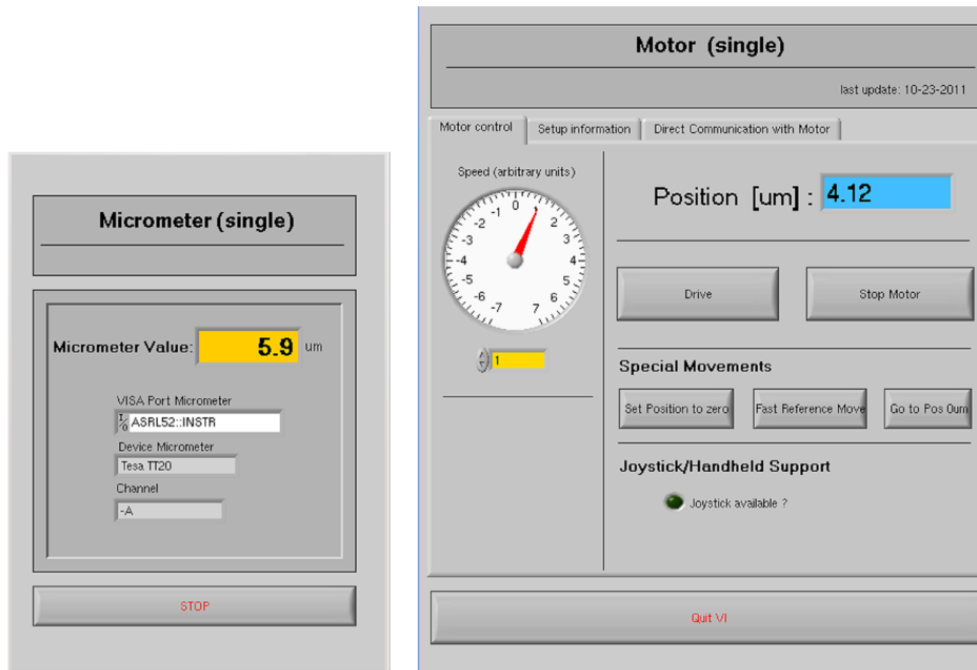 Micrometer (single)
Micrometer Value: 5.9 um
VISA Port Micrometer
I/O ASRL52::INSTR
Device Micrometer
Tesa TT20
Channel
-A
STOP
Motor (single)
last update: 10-23-2011
Motor control Setup information Direct Communication with Motor
Speed (arbitrary units)
-7 -6 -5 -4 -3 -2 -1 0 1 2 3 4 5 6 7
1
Position [um] : 4.12
Drive Stop Motor
Special Movements
Set Position to zero Fast Reference Move Go to Pos 0um
Joystick/Handheld Support
Joystick available ?
Quit VI